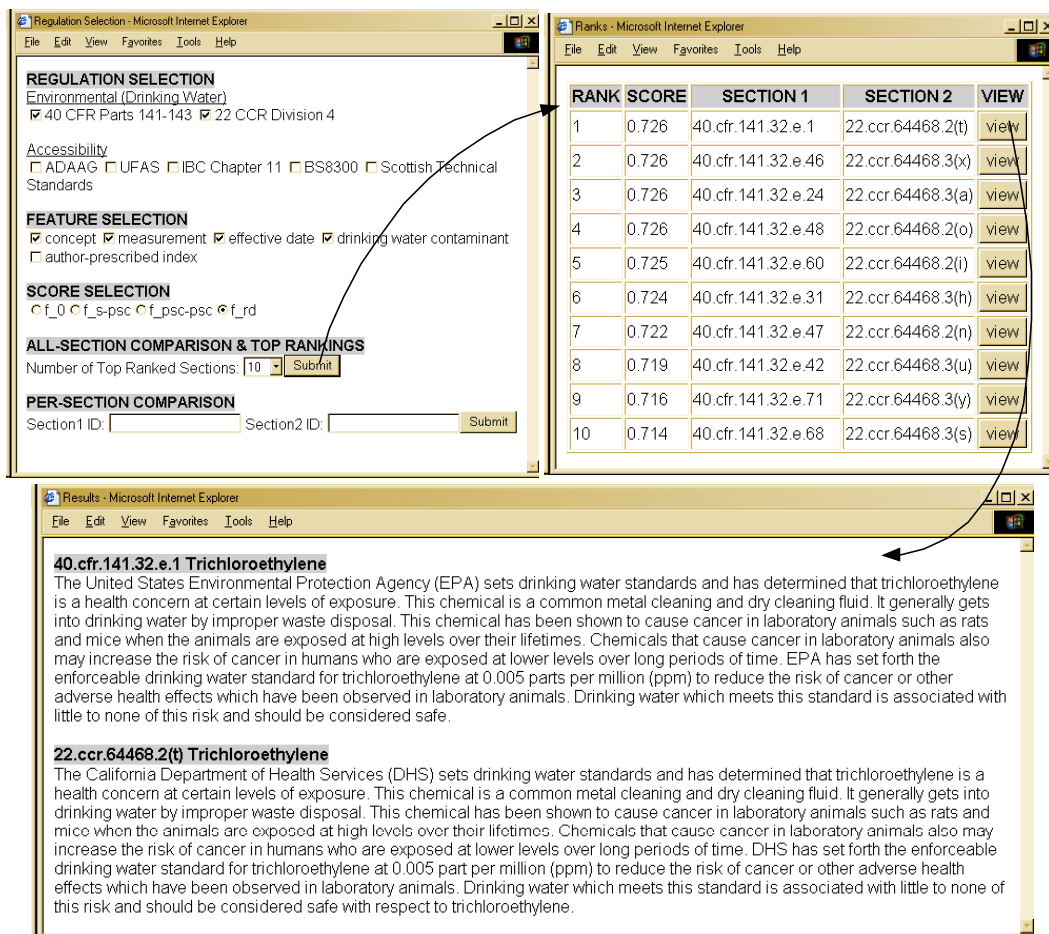 Regulation Selection - Microsoft Internet Explorer
File Edit View Favorites Tools Help
REGULATION SELECTION
Environmental (Drinking Water)
40 CFR Parts 141-143 22 CCR Division 4
Accessibility
ADAAG UFAS IBC Chapter 11 BS8300 Scottish Technical
Standards
FEATURE SELECTION
concept measurement effective date drinking water contaminant
author-prescribed index
SCORE SELECTION
f_0 f_s-psc f_psc-psc f_rd
ALL-SECTION COMPARISON & TOP RANKINGS
Number of Top Ranked Sections: 10 Submit
PER-SECTION COMPARISON
Section1 ID: Section2 ID: Submit
Ranks - Microsoft Internet Explorer
File Edit View Favorites Tools Help
RANK SCORE SECTION 1 SECTION 2 VIEW
1 0.726 40.cfr.141.32.e.1 22.ccr.64468.2(t) view
2 0.726 40.cfr.141.32.e.46 22.ccr.64468.3(x) view
3 0.726 40.cfr.141.32.e.24 22.ccr.64468.3(a) view
4 0.726 40.cfr.141.32.e.48 22.ccr.64468.2(o) view
5 0.725 40.cfr.141.32.e.60 22.ccr.64468.2(i) view
6 0.724 40.cfr.141.32.e.31 22.ccr.64468.3(h) view
7 0.722 40.cfr.141.32.e.47 22.ccr.64468.2(n) view
8 0.719 40.cfr.141.32.e.42 22.ccr.64468.3(u) view
9 0.716 40.cfr.141.32.e.71 22.ccr.64468.3(y) view
10 0.714 40.cfr.141.32.e.68 22.ccr.64468.3(s) view
Results - Microsoft Internet Explorer
File Edit View Favorites Tools Help
40.cfr.141.32.e.1 Trichloroethylene
The United States Environmental Protection Agency (EPA) sets drinking water standards and has determined that trichloroethylene
is a health concern at certain levels of exposure. This chemical is a common metal cleaning and dry cleaning fluid. It generally gets
into drinking water by improper waste disposal. This chemical has been shown to cause cancer in laboratory animals such as rats
and mice when the animals are exposed at high levels over their lifetimes. Chemicals that cause cancer in laboratory animals also
may increase the risk of cancer in humans who are exposed at lower levels over long periods of time. EPA has set forth the
enforceable drinking water standard for trichloroethylene at 0.005 parts per million (ppm) to reduce the risk of cancer or other
adverse health effects which have been observed in laboratory animals. Drinking water which meets this standard is associated with
little to none of this risk and should be considered safe.
22.ccr.64468.2(t) Trichloroethylene
The California Department of Health Services (DHS) sets drinking water standards and has determined that trichloroethylene is a
health concern at certain levels of exposure. This chemical is a common metal cleaning and dry cleaning fluid. It generally gets into
drinking water by improper waste disposal. This chemical has been shown to cause cancer in laboratory animals such as rats and
mice when the animals are exposed at high levels over their lifetimes. Chemicals that cause cancer in laboratory animals also may
increase the risk of cancer in humans who are exposed at lower levels over long periods of time. DHS has set forth the enforceable
drinking water standard for trichloroethylene at 0.005 part per million (ppm) to reduce the risk of cancer or other adverse health
effects which have been observed in laboratory animals. Drinking water which meets this standard is associated with little to none of
this risk and should be considered safe with respect to trichloroethylene.